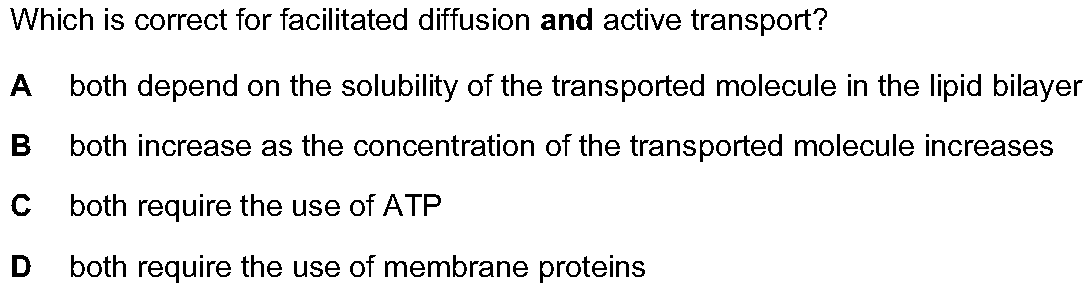 Which is correct for facilitated diffusion and active transport?
A both depend on the solubility of the transported molecule in the lipid bilayer
B both increase as the concentration of the transported molecule increases
C both require the use of ATP
D both require the use of membrane proteins